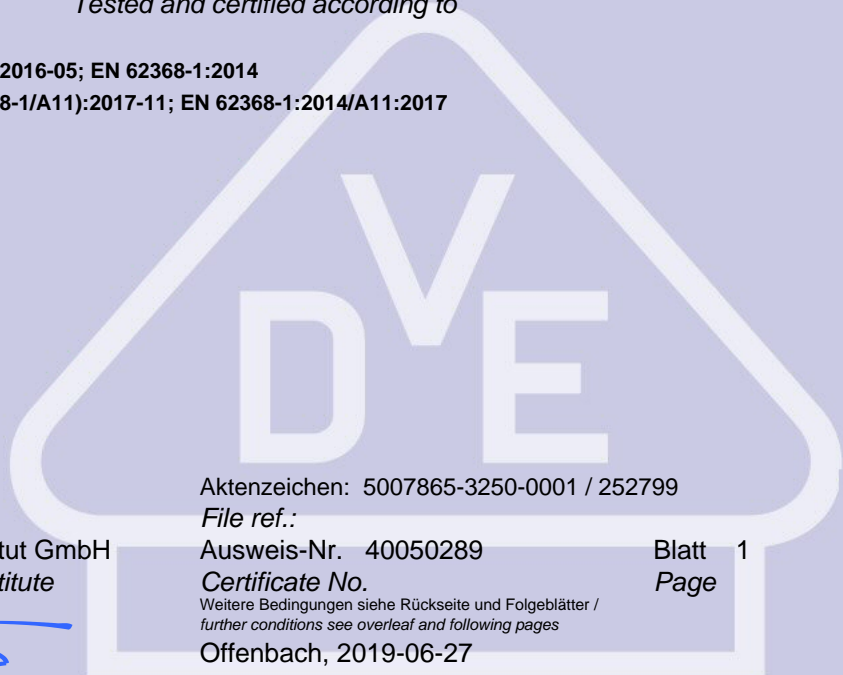 Tested and certified according to
2016-05; EN 62368-1:2014
8-1/A11):2017-11; EN 62368-1:2014/A11:2017
VDE
Aktenzeichen: 5007865-3250-0001 / 252799
File ref.:
tut GmbH Ausweis-Nr. 40050289 Blatt 1
titute Certificate No. Page
Weitere Bedingungen siehe Rückseite und Folgeblätter /
further conditions see overleaf and following pages
Offenbach, 2019-06-27